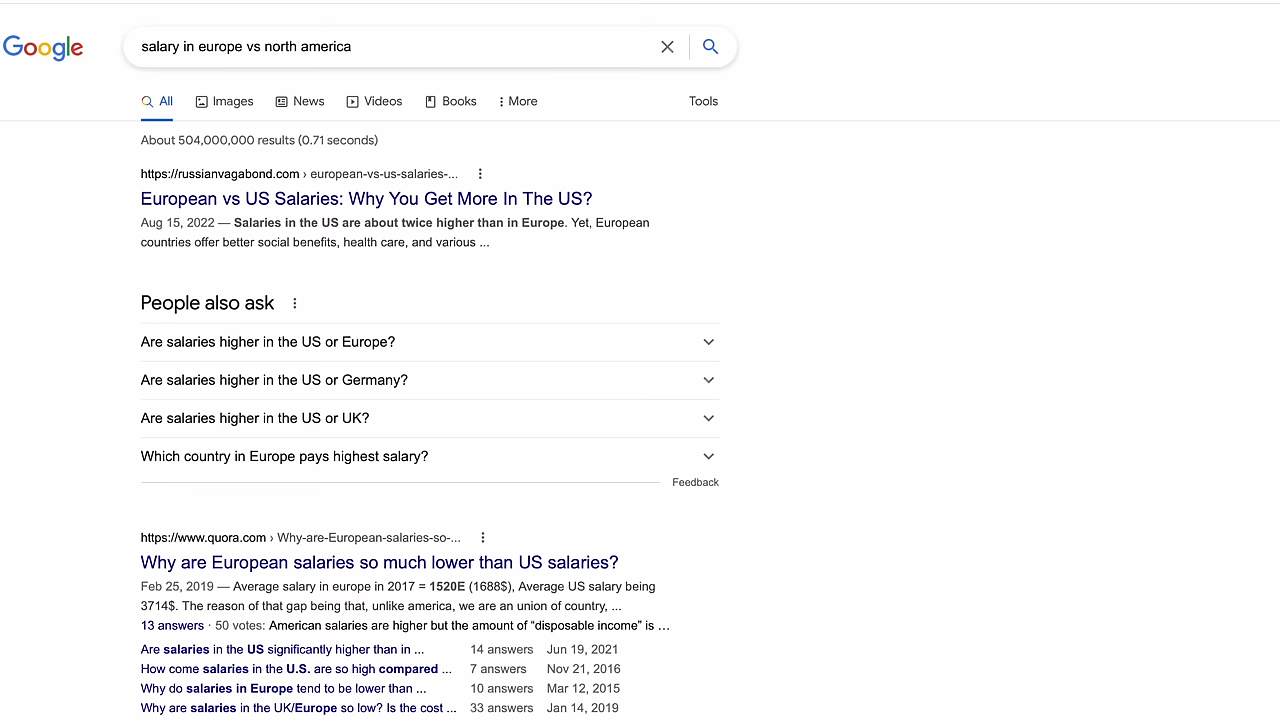 Google
salary in europe vs north america
All Images News Videos Books More Tools
About 504,000,000 results (0.71 seconds)
https://russianvagabond.com › european-vs-us-salaries-...
European vs US Salaries: Why You Get More In The US?
Aug 15, 2022 — Salaries in the US are about twice higher than in Europe. Yet, European
countries offer better social benefits, health care, and various ...
People also ask
Are salaries higher in the US or Europe?
Are salaries higher in the US or Germany?
Are salaries higher in the US or UK?
Which country in Europe pays highest salary?
Feedback
https://www.quora.com › Why-are-European-salaries-so-...
Why are European salaries so much lower than US salaries?
Feb 25, 2019 — Average salary in europe in 2017 = 1520E (1688$), Average US salary being
3714$. The reason of that gap being that, unlike america, we are an union of country, ...
13 answers · 50 votes: American salaries are higher but the amount of “disposable income” is ...
Are salaries in the US significantly higher than in ... 14 answers Jun 19, 2021
How come salaries in the U.S. are so high compared ... 7 answers Nov 21, 2016
Why do salaries in Europe tend to be lower than ... 10 answers Mar 12, 2015
Why are salaries in the UK/Europe so low? Is the cost ... 33 answers Jan 14, 2019